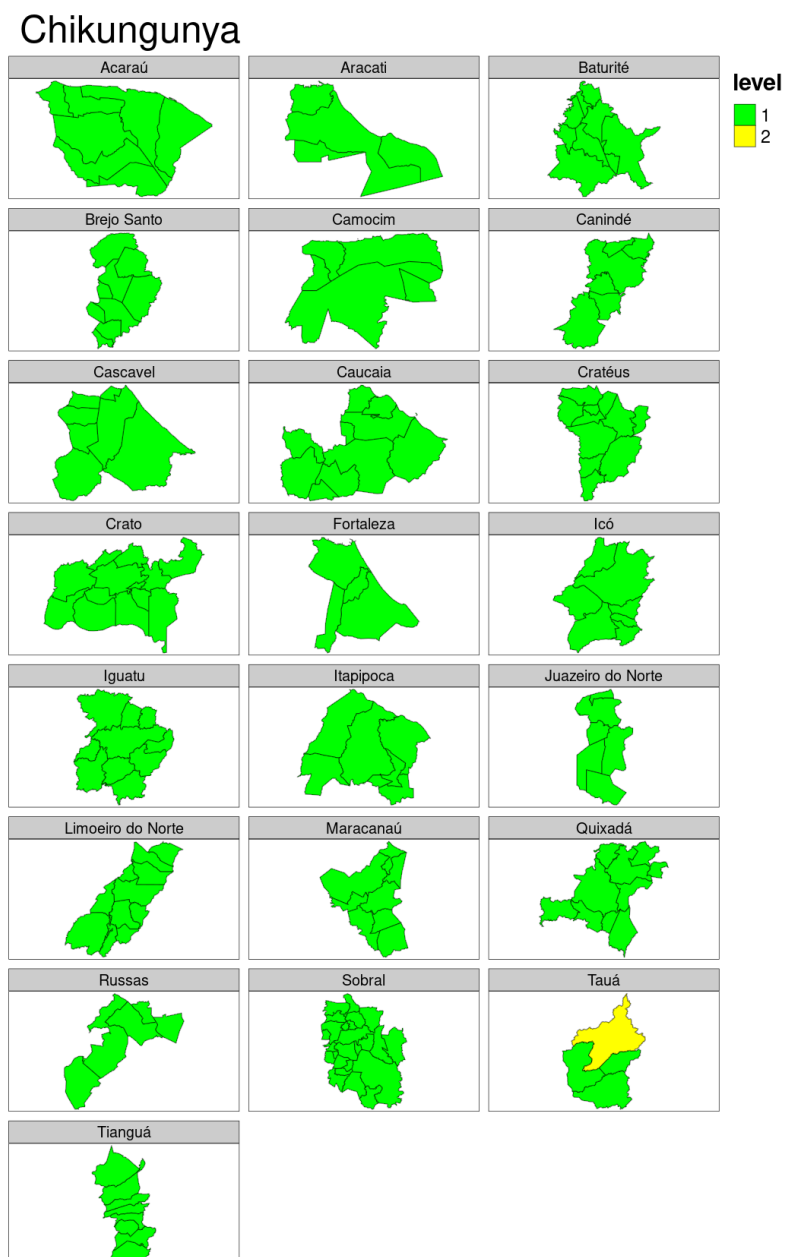 Chikungunya
Acaraú
Aracati
Baturité
level
1
2
Brejo Santo
Camocim
Canindé
Cascavel
Caucaia
Cratéus
Crato
Fortaleza
Icó
Iguatu
Itapipoca
Juazeiro do Norte
Limoeiro do Norte
Maracanaú
Quixadá
Russas
Sobral
Tauá
Tianguá